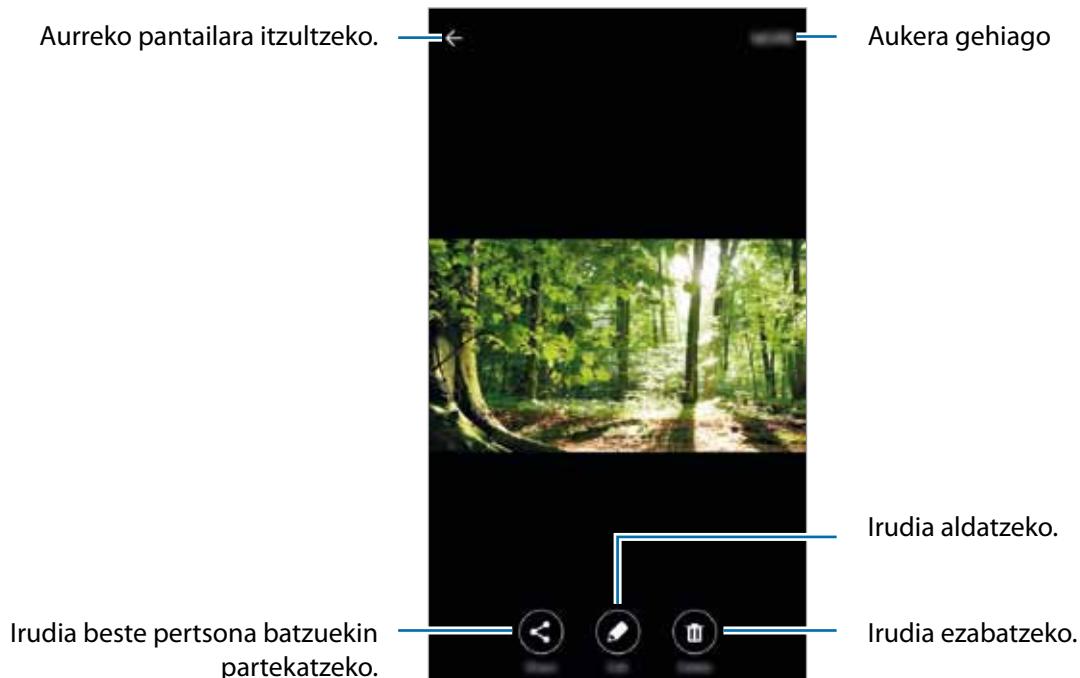 Aurreko pantailara itzultzeko.
Aukera gehiago
Irudia aldatzeko.
Irudia beste pertsona batzuekin
partekatzeko.
Irudia ezabatzeko.